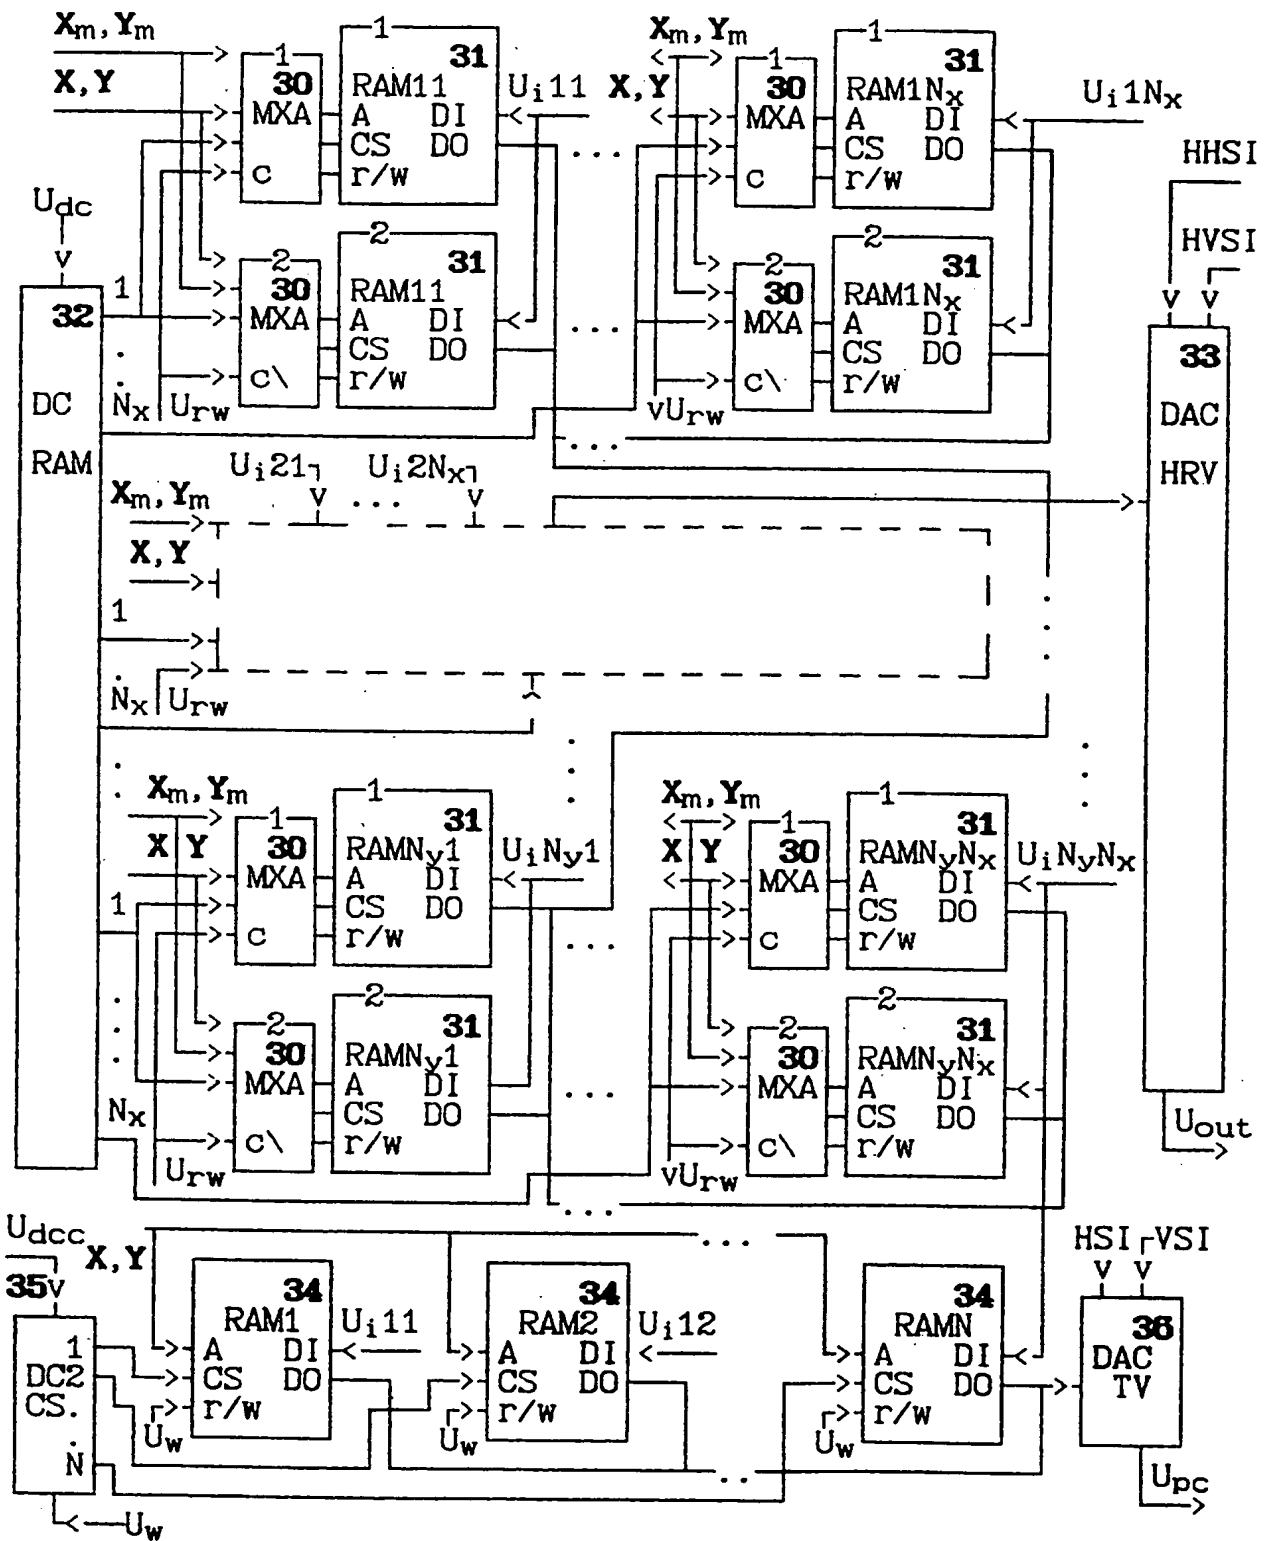 Xm,Ym 1 1 31 Xm,Ym 1 1 31
30 RAM11 Ui11 X,Y 30 RAM1Nx Ui1Nx
X,Y MXA A DI MXA A DI
CS DO ... CS DO HHSI
c r/w c r/w
Udc 2 2 HVSI
2 31 2 31
1 30 RAM11 30 RAM1Nx
32 MXA A DI ... MXA A DI
CS DO CS DO 33
DC c\ r/w c\ r/w
Nx Urw vUrw DAC
...
RAM Ui21 Ui2Nx HRV
Xm,Ym ...
X,Y
1
Nx Urw
Xm,Ym 1 1 31 Xm,Ym 1 1 31
X Y 30 RAMNy1 UiNy1 X Y 30 RAMNyNx UiNyNx
MXA A DI MXA A DI
1 CS DO CS DO
c r/w ... c r/w
2 2
2 31 2 31
30 RAMNy1 30 RAMNyNx
MXA A DI ... MXA A DI
Nx CS DO CS DO
c\ r/w c\ r/w Uout
Urw vUrw
...
Udcc X,Y ... HSI VSI
35 34 34 34
RAM1 Ui11 RAM2 Ui12 RAMN 36
1 A DI A DI A DI DAC
DC2 CS DO CS DO CS DO TV
CS. r/w r/w r/w
Uw Uw Uw
N ... Upc
Uw